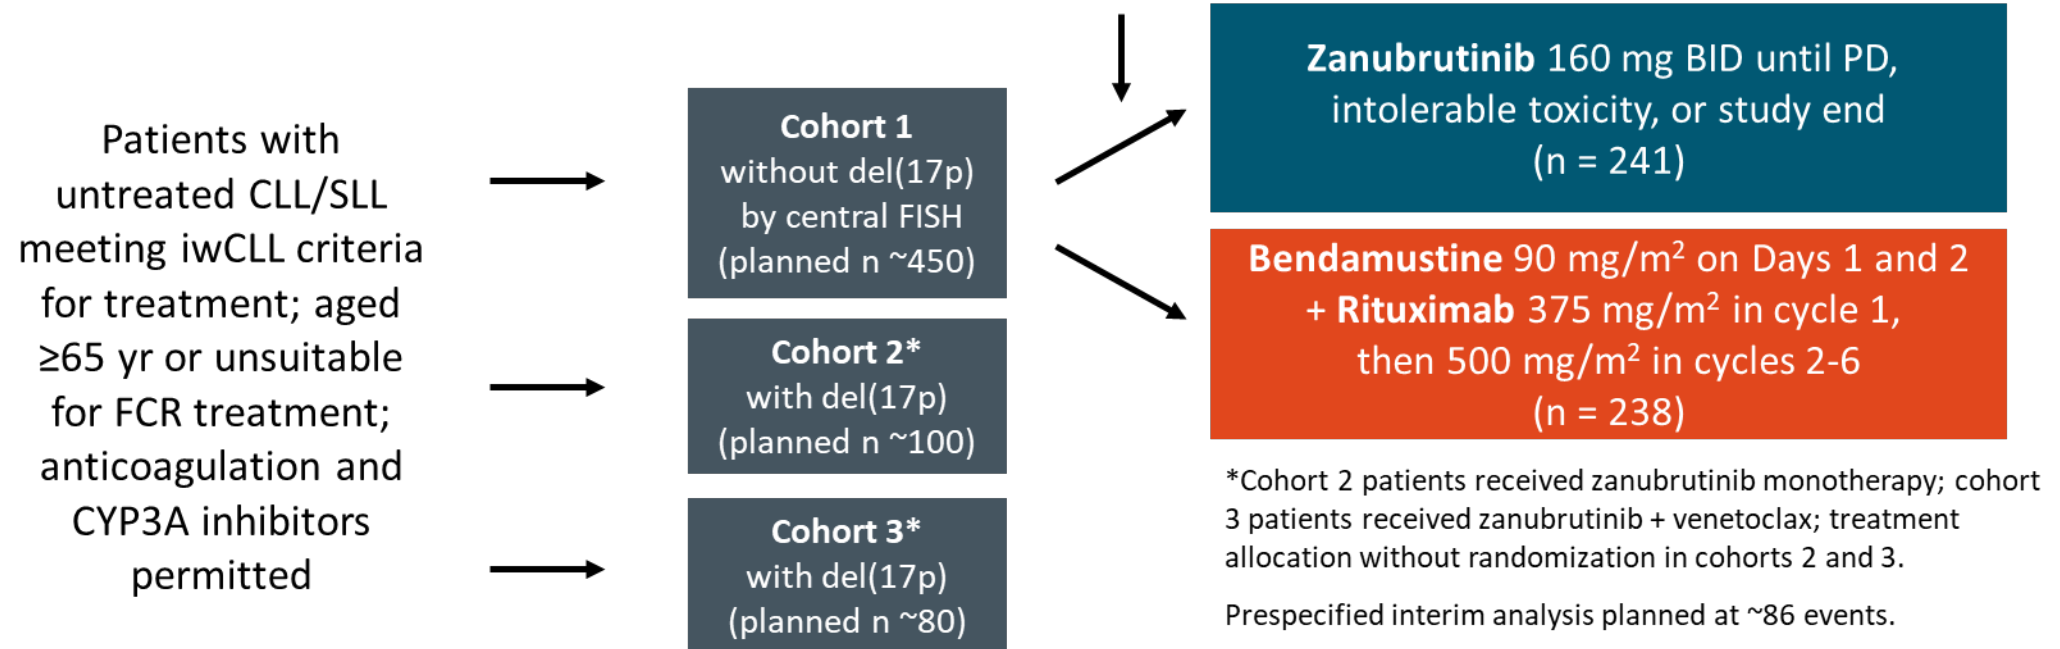 Patients with
untreated CLL/SLL
meeting iwCLL criteria
for treatment; aged
≥65 yr or unsuitable
for FCR treatment;
anticoagulation and
CYP3A inhibitors
permitted
Cohort 1
without del(17p)
by central FISH
(planned n ~450)
Cohort 2*
with del(17p)
(planned n ~100)
Cohort 3*
with del(17p)
(planned n ~80)
Zanubrutinib 160 mg BID until PD,
intolerable toxicity, or study end
(n = 241)
Bendamustine 90 mg/m² on Days 1 and 2
+ Rituximab 375 mg/m² in cycle 1,
then 500 mg/m² in cycles 2-6
(n = 238)
*Cohort 2 patients received zanubrutinib monotherapy; cohort
3 patients received zanubrutinib + venetoclax; treatment
allocation without randomization in cohorts 2 and 3.
Prespecified interim analysis planned at ~86 events.